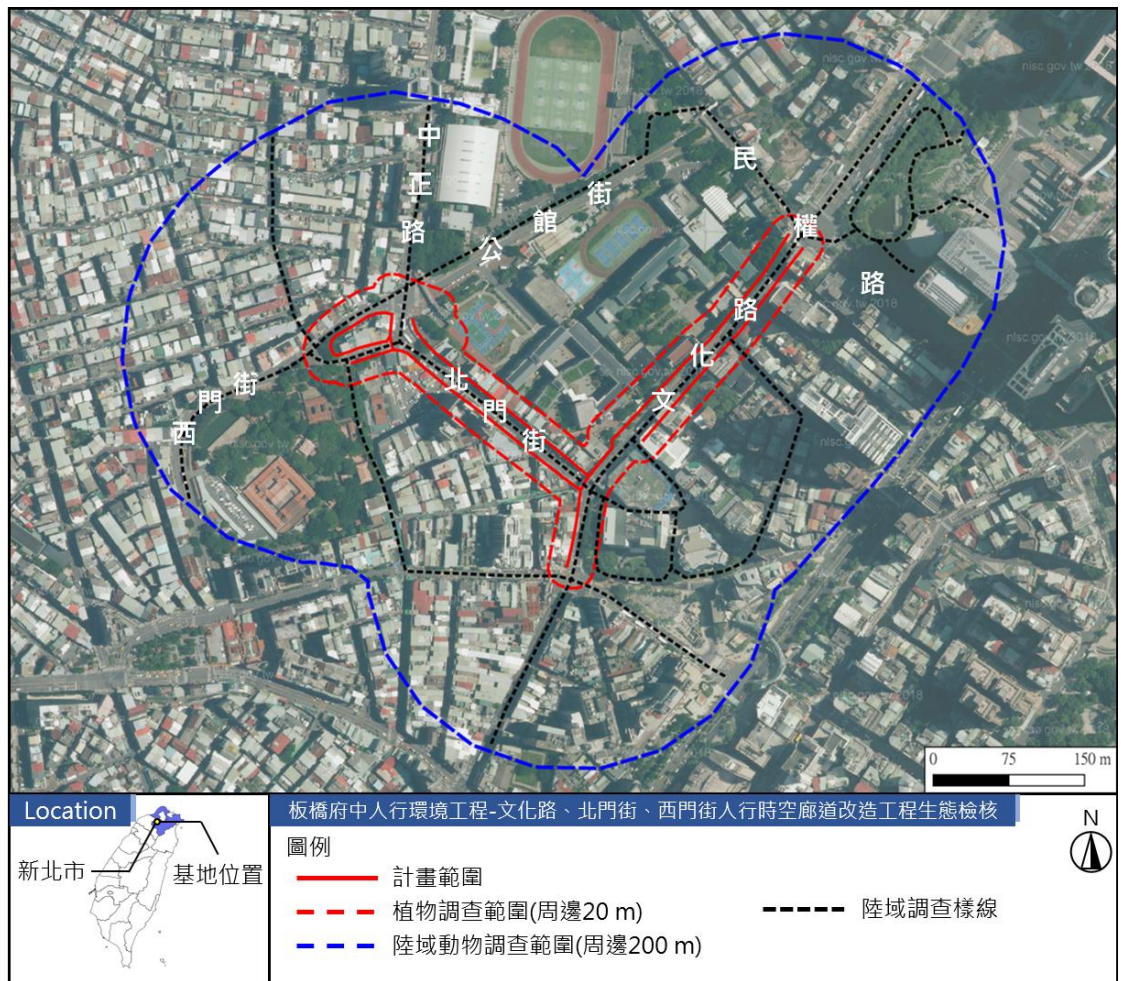 中正路
公館街
民權路
西門街
北門街
文化路
nlsc.gov.tw 2018
0 75 150 m
Location
新北市
基地位置
板橋府中人行環境工程-文化路、北門街、西門街人行時空廊道改造工程生態檢核
N
圖例
計畫範圍
植物調查範圍(周邊20 m)
陸域動物調查範圍(周邊200 m)
陸域調查樣線